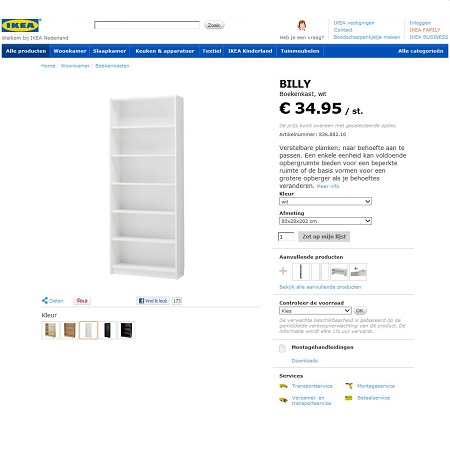 IKEA
Zoek
Welkom bij IKEA Nederland
Heb je een vraag?
IKEA vestigingen
Contact
Boodschappenlijstje maken
Inloggen
IKEA FAMILY
IKEA BUSINESS
Alle producten
Woonkamer
Slaapkamer
Keuken & apparatuur
Textiel
IKEA Kinderland
Tuinmeubelen
Alle categorieën
Home / Woonkamer / Boekenkasten
BILLY
Boekenkast, wit
€ 34.95 / st.
De prijs komt overeen met geselecteerde opties
Artikelnummer: 836.882.10
Verstelbare planken; naar behoefte aan te
passen. Een enkele eenheid kan voldoende
opbergruimte bieden voor een beperkte
ruimte of de basis vormen voor een
grotere opberger als je behoeftes
veranderen. Meer info
Kleur
wit
Afmeting
80x28x202 cm
1
Zet op mijn lijst
Aanvullende producten
Bekijk alle aanvullende producten
Delen
Pin it
Vind ik leuk
173
Kleur
Controleer de voorraad
Kies
OK
De verwachte beschikbaarheid is gebaseerd op de
gemiddelde verkoopverwachting van dit product. De
informatie wordt elke 1½ uur ververst.
Montagehandleidingen
Downloads
Services
Transportservice
Montageservice
Verzamel- en
transportservice
Betaalservice